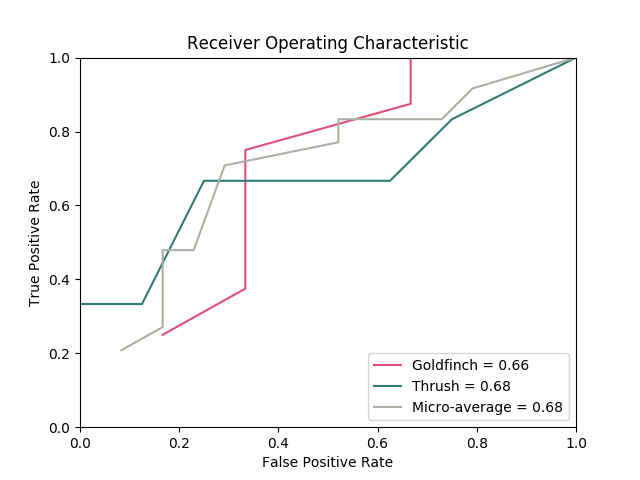 Receiver Operating Characteristic
True Positive Rate
1.0
0.8
0.6
0.4
0.2
0.0
Goldfinch = 0.66
Thrush = 0.68
Micro-average = 0.68
0.0 0.2 0.4 0.6 0.8 1.0
False Positive Rate